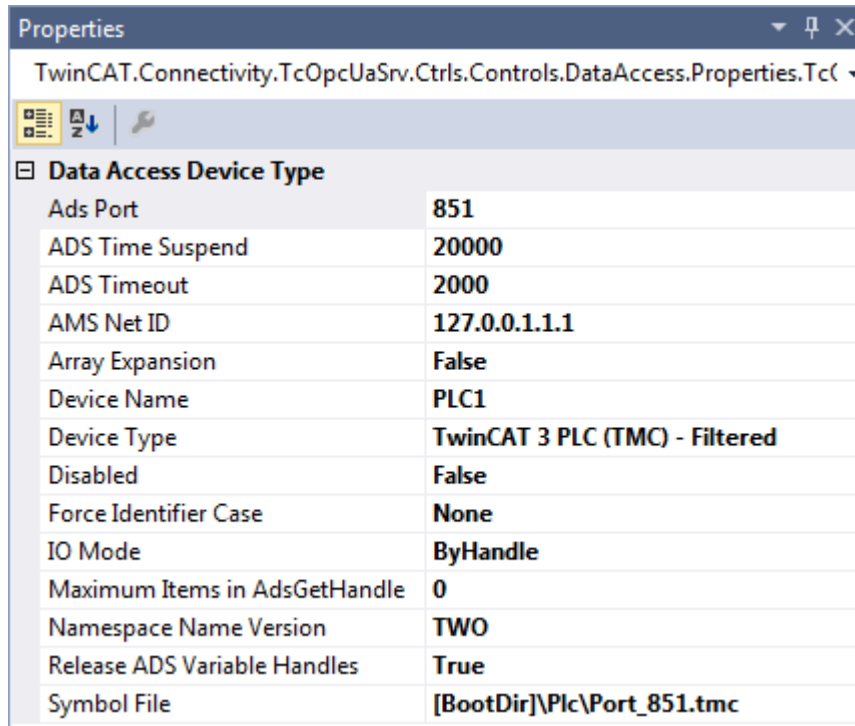 Properties
TwinCAT.Connectivity.TcOpcUaSrv.Ctrls.Controls.DataAccess.Properties.Tc
Data Access Device Type
Ads Port 851
ADS Time Suspend 20000
ADS Timeout 2000
AMS Net ID 127.0.0.1.1.1
Array Expansion False
Device Name PLC1
Device Type TwinCAT 3 PLC (TMC) - Filtered
Disabled False
Force Identifier Case None
IO Mode ByHandle
Maximum Items in AdsGetHandle 0
Namespace Name Version TWO
Release ADS Variable Handles True
Symbol File [BootDir]\Plc\Port_851.tmc